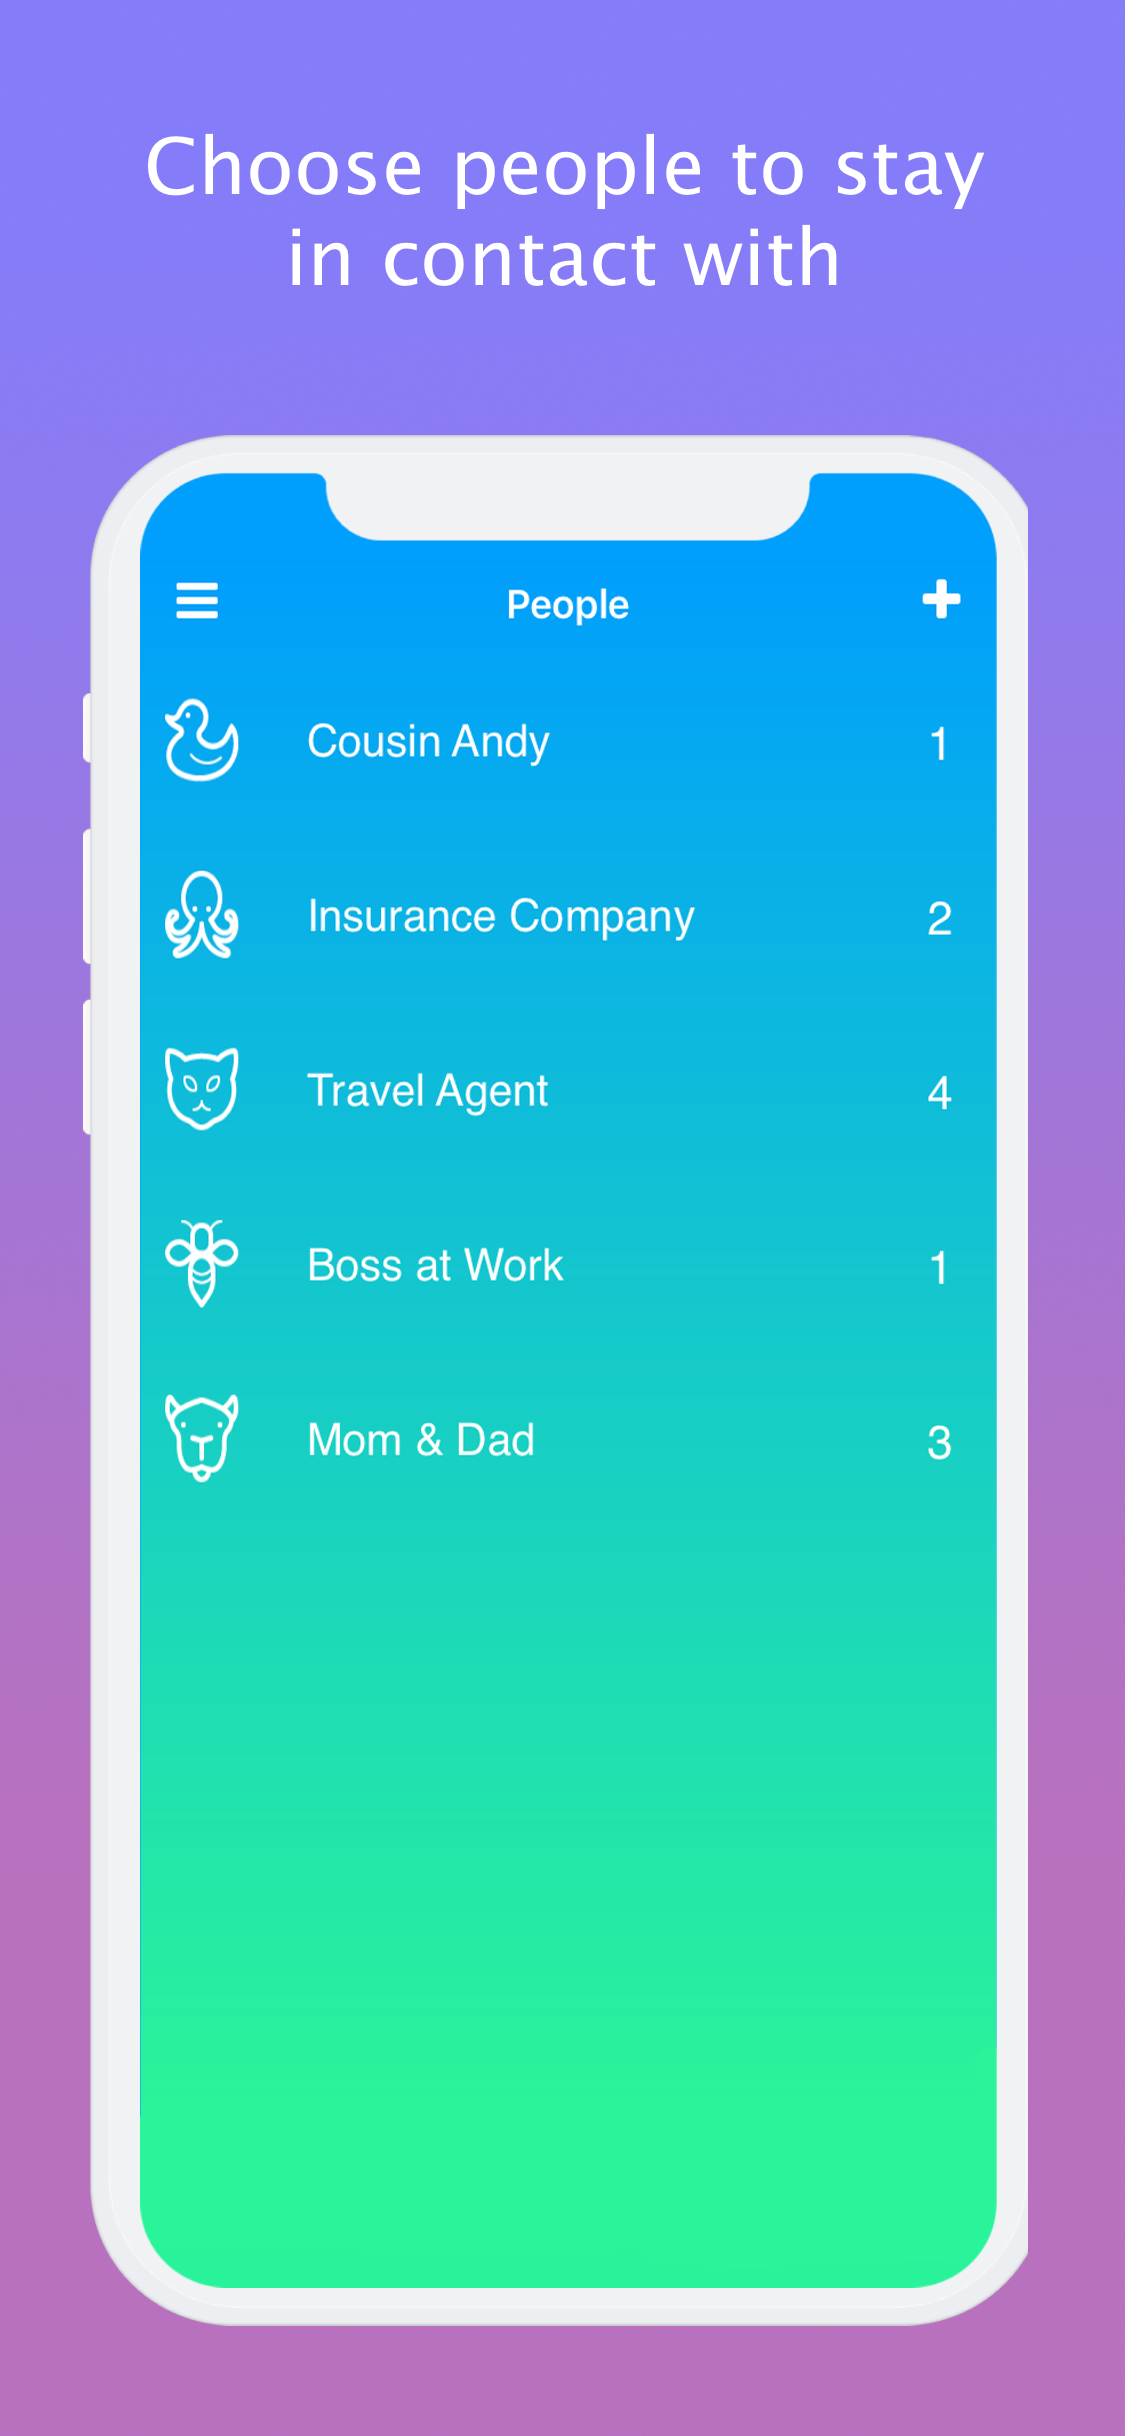 Choose people to stay
in contact with
People
Cousin Andy 1
Insurance Company 2
Travel Agent 4
Boss at Work 1
Mom & Dad 3